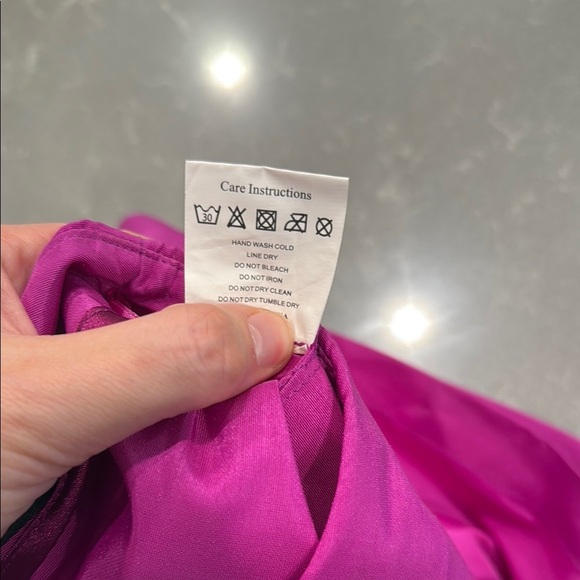 Care Instructions
30
HAND WASH COLD
LINE DRY
DO NOT BLEACH
DO NOT IRON
DO NOT DRY CLEAN
DO NOT DRY TUMBLE DRY